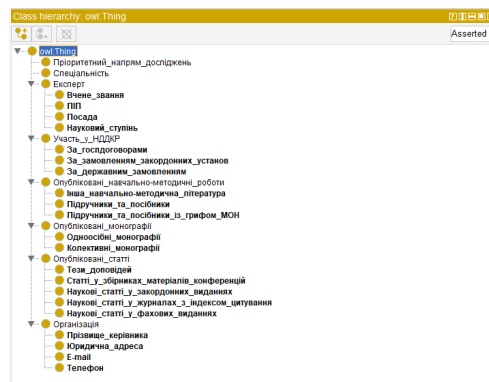 Class hierarchy: owl:Thing
Asserted
owl:Thing
Пріоритетний_напрям_досліджень
Спеціальність
Експерт
Вчене_звання
ПІП
Посада
Науковий_ступінь
Участь_у_НДДКР
За_госпдоговорами
За_замовленням_закордонних_установ
За_державним_замовленням
Опубліковані_навчально-методичні_роботи
Інша_навчально-методична_література
Підручники_та_посібники
Підручники_та_посібники_із_грифом_МОН
Опубліковані_монографії
Одноосібні_монографії
Колективні_монографії
Опубліковані_статті
Тези_доповідей
Статті_у_збірниках_матеріалів_конференцій
Наукові_статті_у_закордонних_виданнях
Наукові_статті_у_журналах_з_індексом_цитування
Наукові_статті_у_фахових_виданнях
Організація
Прізвище_керівника
Юридична_адреса
E-mail
Телефон